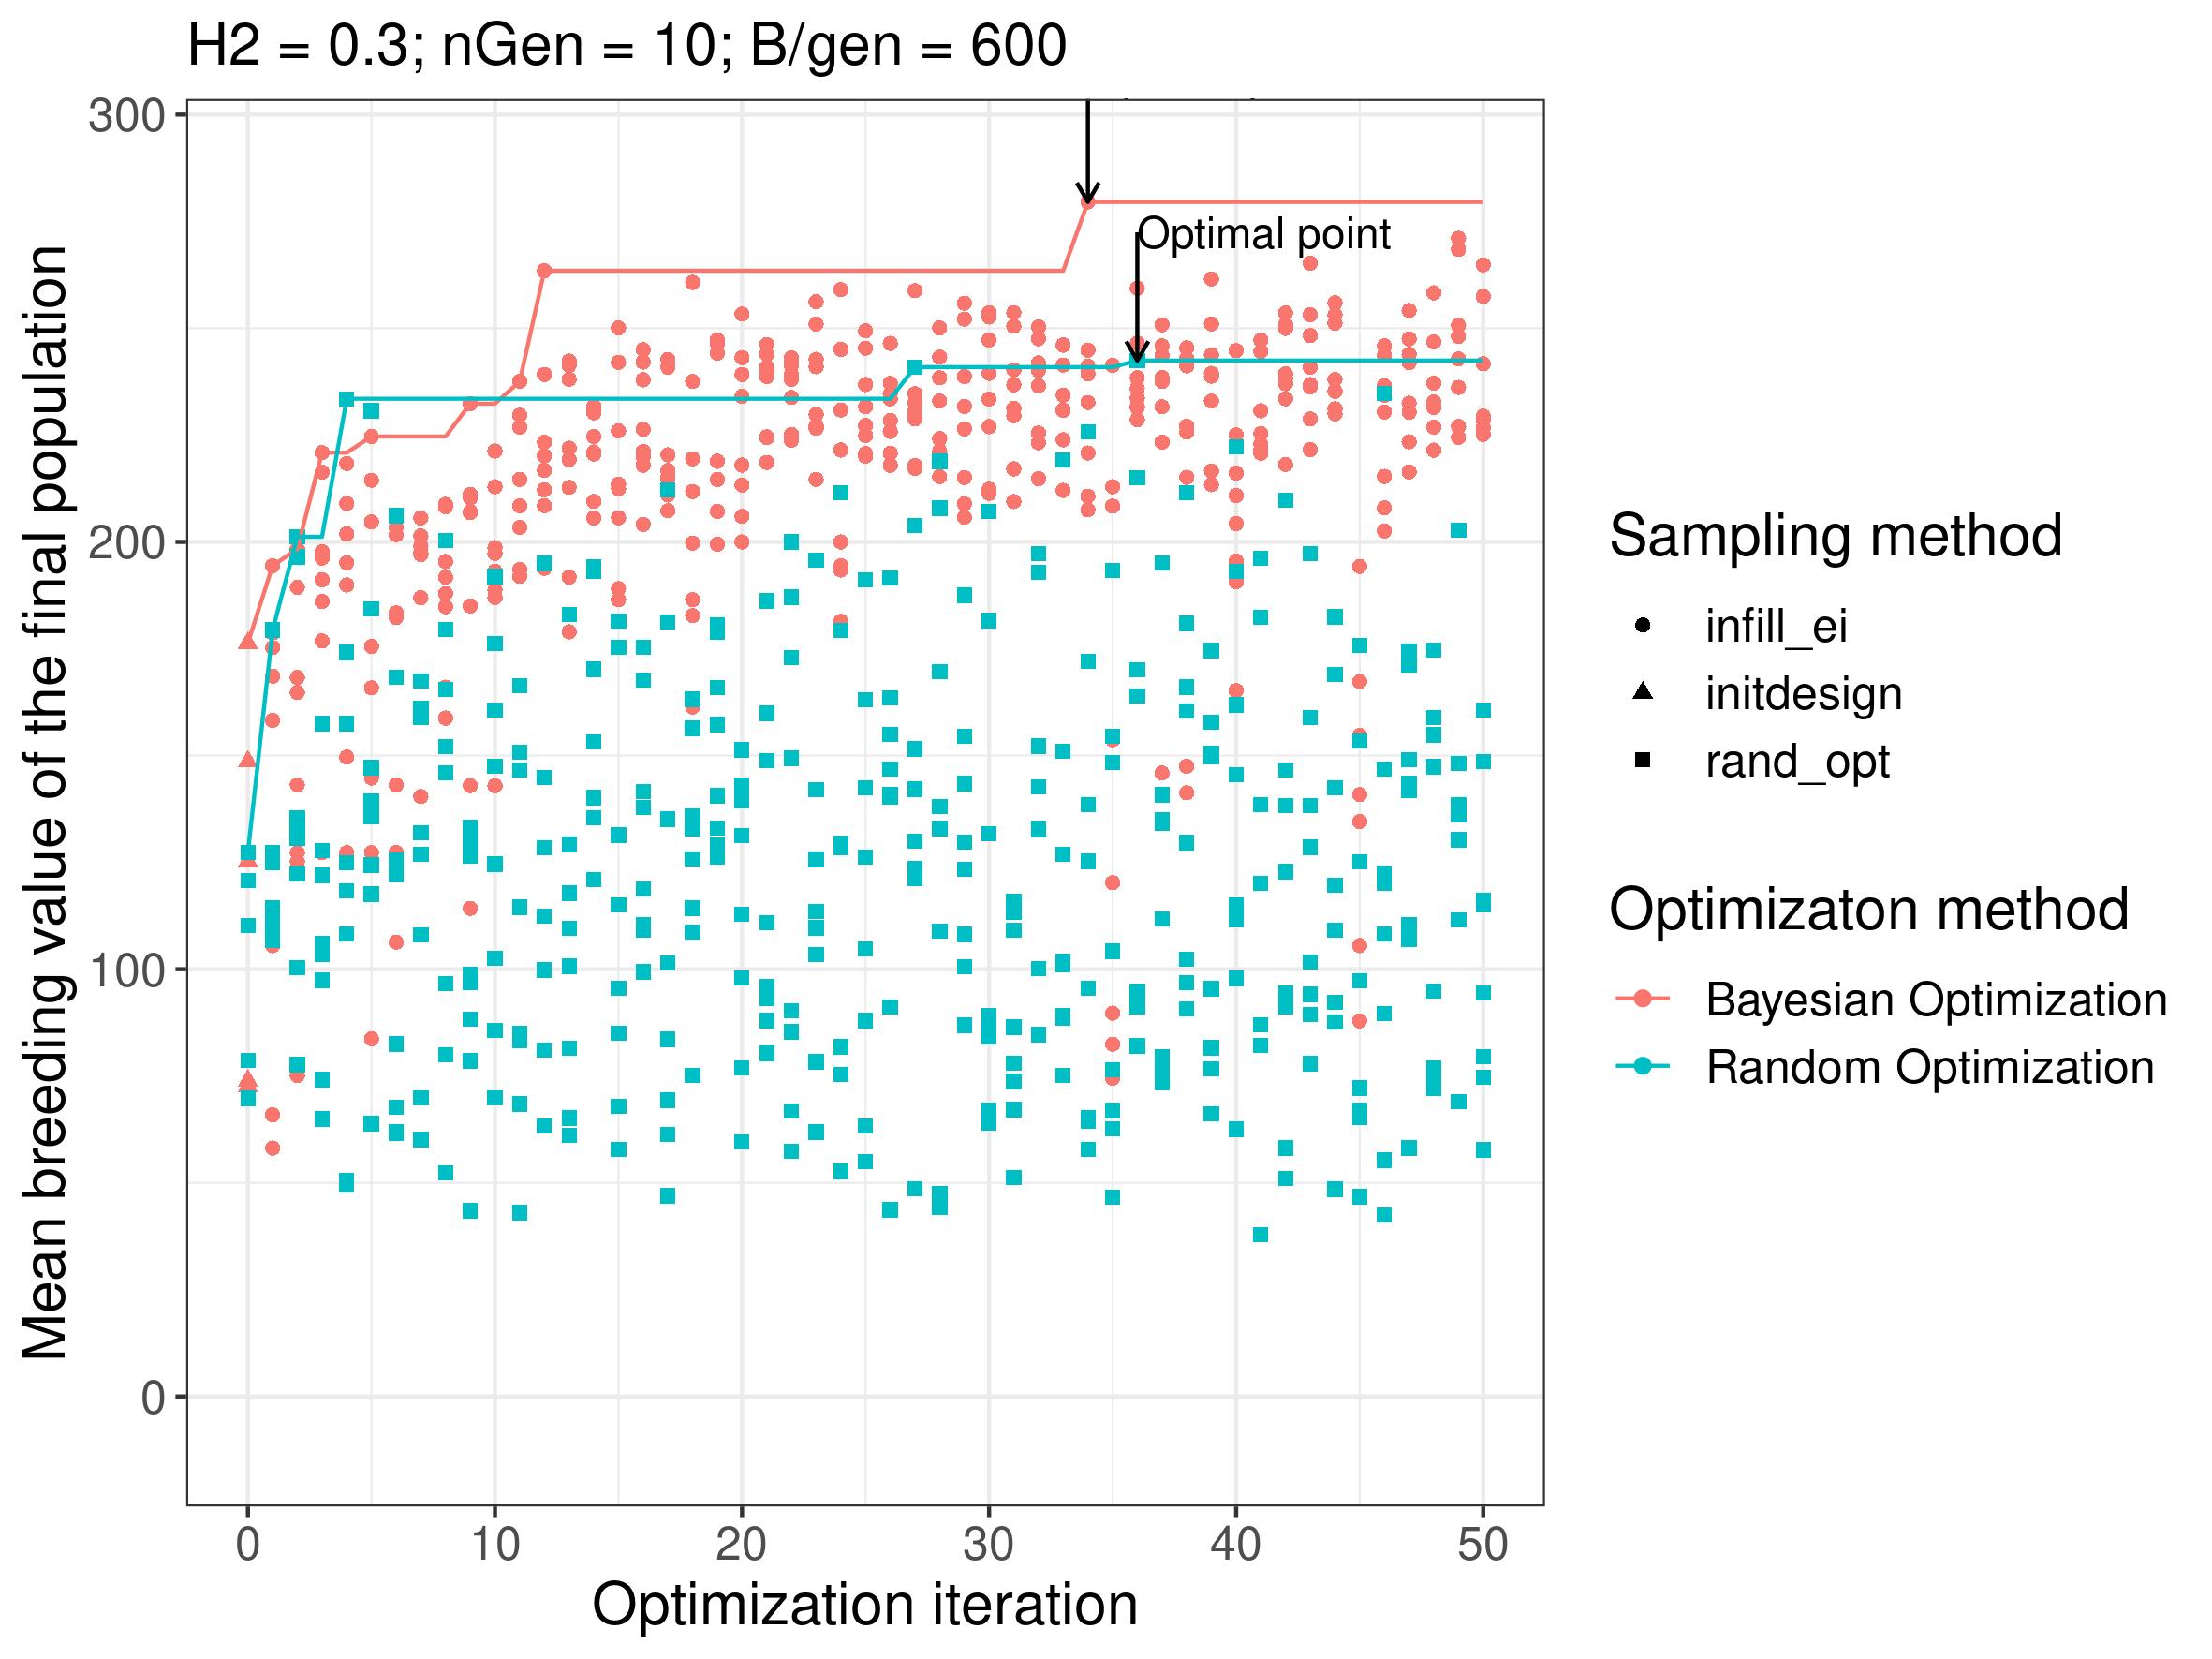 H2 = 0.3; nGen = 10; B/gen = 600
Mean breeding value of the final population
300
200
100
0
Optimal point
0 10 20 30 40 50
Optimization iteration
Sampling method
infill_ei
initdesign
rand_opt
Optimizaton method
Bayesian Optimization
Random Optimization